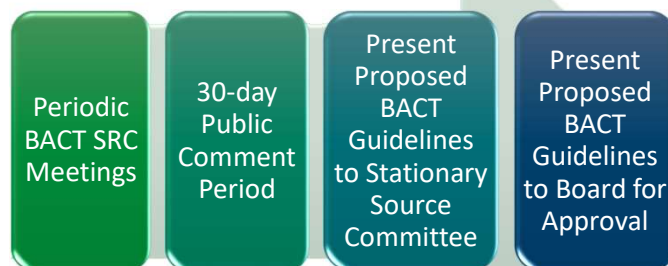 Periodic
BACT SRC
Meetings
30-day
Public
Comment
Period
Present
Proposed
BACT
Guidelines
to Stationary
Source
Committee
Present
Proposed
BACT
Guidelines
to Board for
Approval